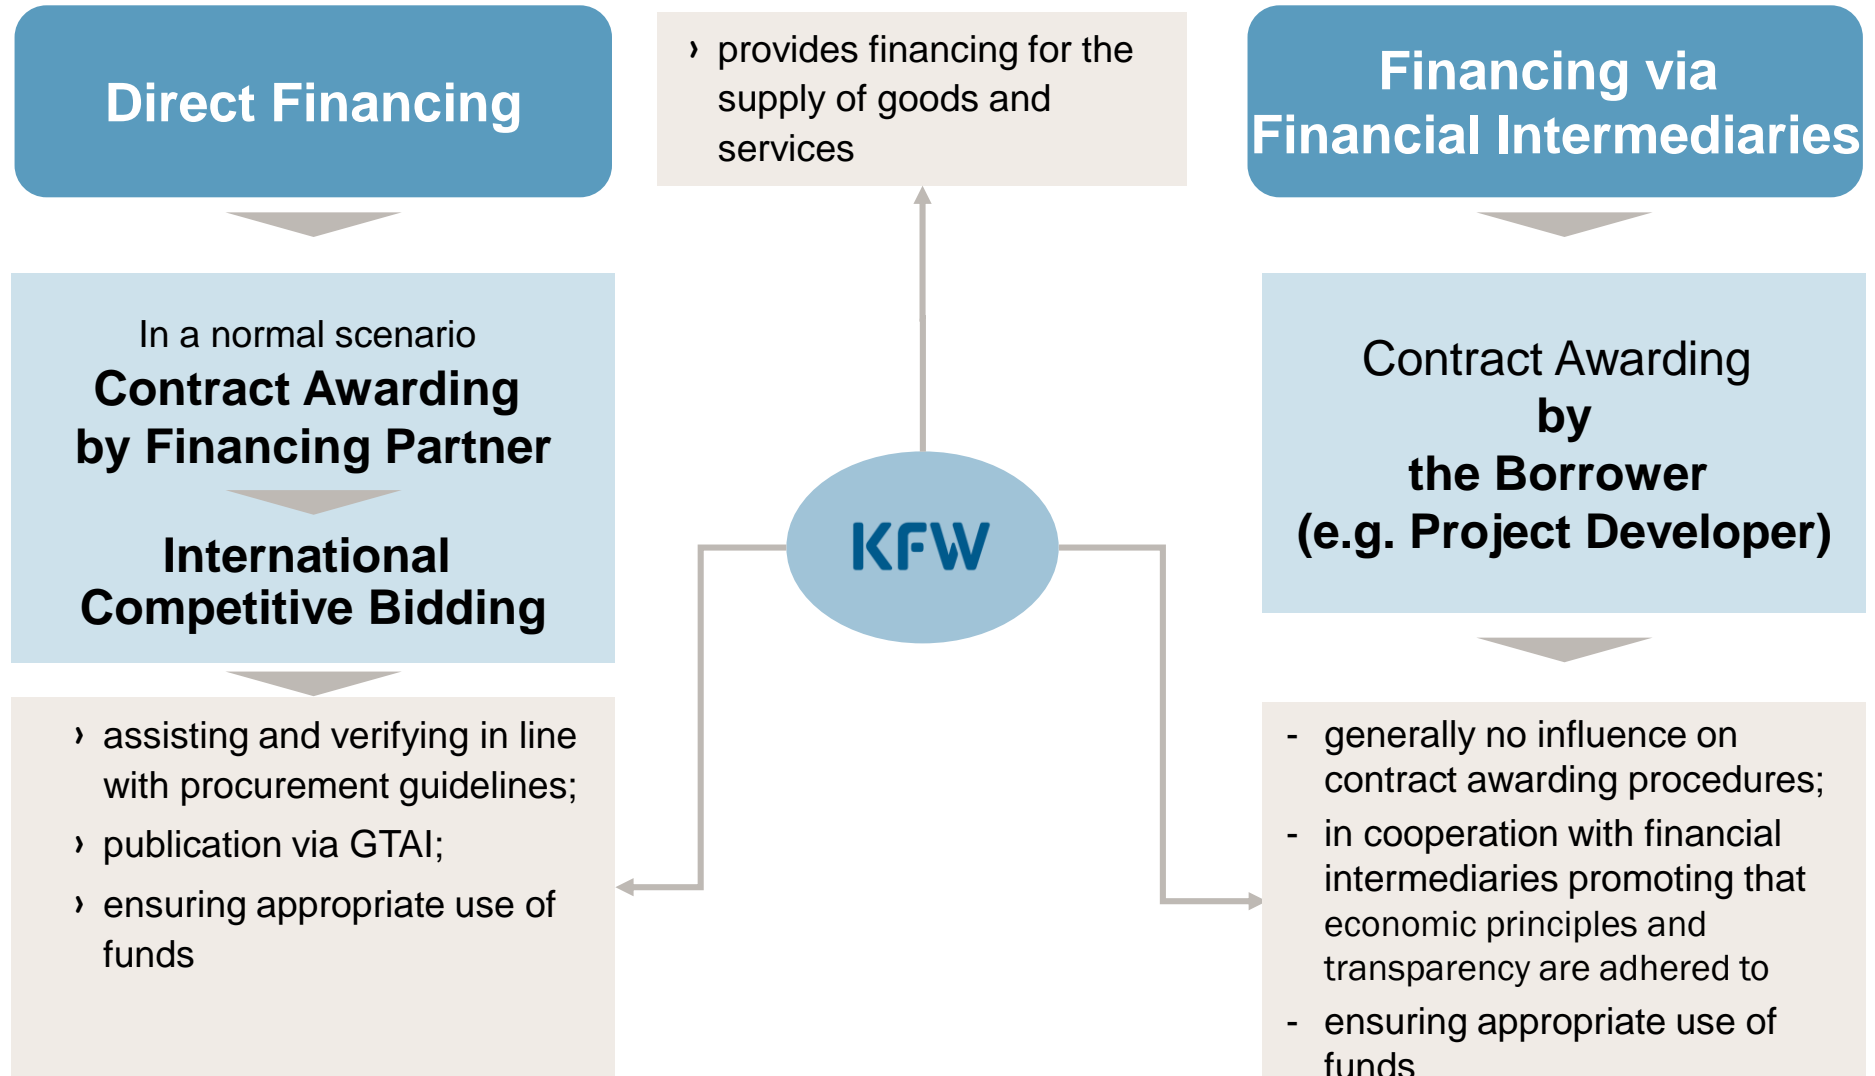 Direct Financing
In a normal scenario
Contract Awarding
by Financing Partner
International
Competitive Bidding
› assisting and verifying in line
with procurement guidelines;
› publication via GTAI;
› ensuring appropriate use of
funds
› provides financing for the
supply of goods and
services
KFW
Financing via
Financial Intermediaries
Contract Awarding
by
the Borrower
(e.g. Project Developer)
- generally no influence on
contract awarding procedures;
- in cooperation with financial
intermediaries promoting that
economic principles and
transparency are adhered to
- ensuring appropriate use of
funds